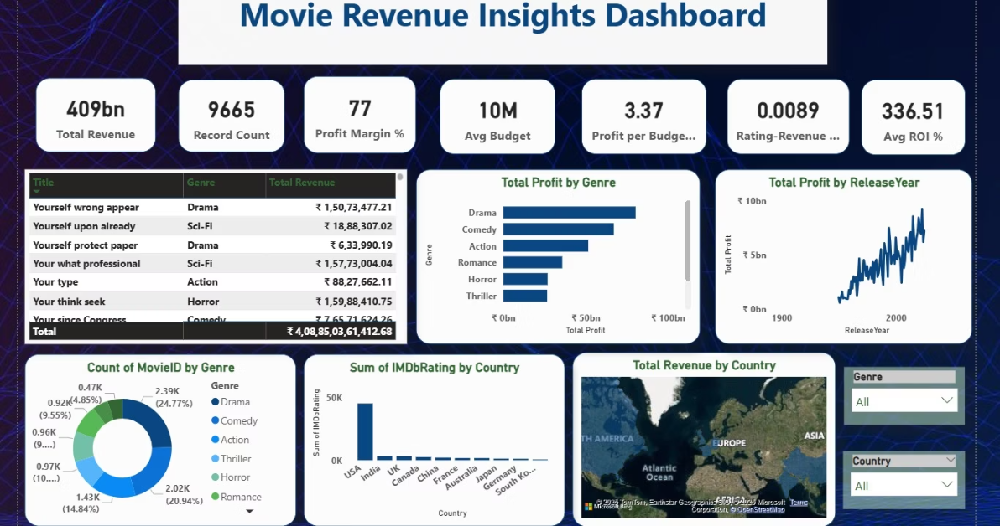 Movie Revenue Insights Dashboard
409bn
Total Revenue
9665
Record Count
77
Profit Margin %
10M
Avg Budget
3.37
Profit per Budge...
0.0089
Rating-Revenue ...
336.51
Avg ROI %
Title Genre Total Revenue
Yourself wrong appear Drama ₹ 1,50,73,477.21
Yourself upon already Sci-Fi ₹ 18,88,307.02
Yourself protect paper Drama ₹ 6,33,990.19
Your what professional Sci-Fi ₹ 1,57,73,004.04
Your type Action ₹ 88,27,662.11
Your think seek Horror ₹ 1,59,88,410.75
Your since Congress Comedy ₹ 7,65,71,624.26
Total ₹ 4,08,85,03,61,412.68
Total Profit by Genre
Genre
Drama
Comedy
Action
Romance
Horror
Thriller
₹ 0bn ₹ 50bn ₹ 100bn
Total Profit
Total Profit by ReleaseYear
Total Profit
₹ 10bn
₹ 5bn
₹ 0bn
1900 2000
ReleaseYear
Count of MovieID by Genre
0.47K
(4.85%)
2.39K
(24.77%)
0.92K
(9.55%)
0.96K
(9....)
0.97K
(10....)
1.43K
(14.84%)
2.02K
(20.94%)
Genre
Drama
Comedy
Action
Thriller
Horror
Romance
Sum of IMDbRating by Country
Sum of IMDbRating
50K
0K
USA
India
UK
Canada
China
France
Australia
Japan
Germany
South Ko...
Country
Total Revenue by Country
TH AMERICA
EUROPE
ASIA
Atlantic
Ocean
AFRICA
Microsoft Bing
© 2025 TomTom, Earthstar Geographics SIO, © 2025 Microsoft
Corporation, © OpenStreetMap Terms
Genre
All
Country
All